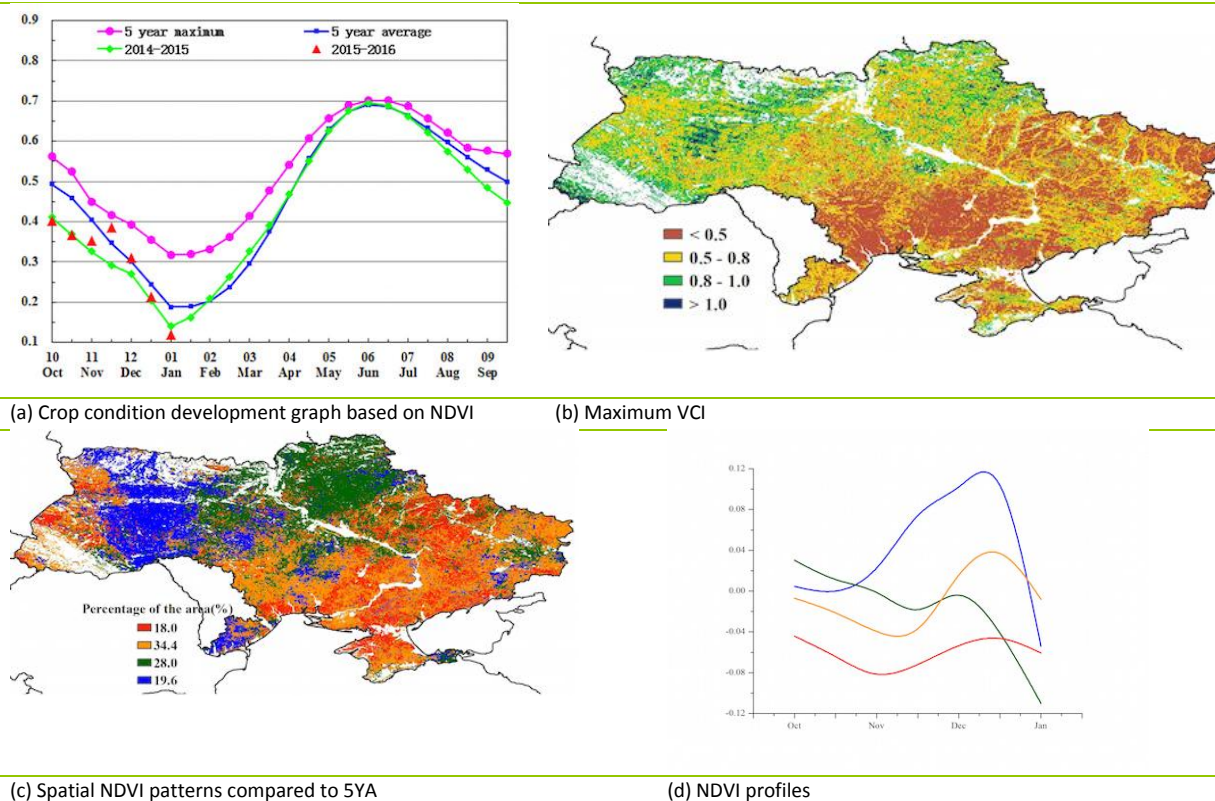 0.9
0.8
0.7
0.6
0.5
0.4
0.3
0.2
0.1
5 year maximum
5 year average
2014-2015
2015-2016
10 11 12 01 02 03 04 05 06 07 08 09
Oct Nov Dec Jan Feb Mar Apr May Jun Jul Aug Sep
< 0.5
0.5 - 0.8
0.8 - 1.0
> 1.0
(a) Crop condition development graph based on NDVI
(b) Maximum VCI
Percentage of the area(%)
18.0
34.4
28.0
19.6
0.12
0.08
0.04
0.00
-0.04
-0.08
-0.12
Oct Nov Dec Jan
(c) Spatial NDVI patterns compared to 5YA
(d) NDVI profiles